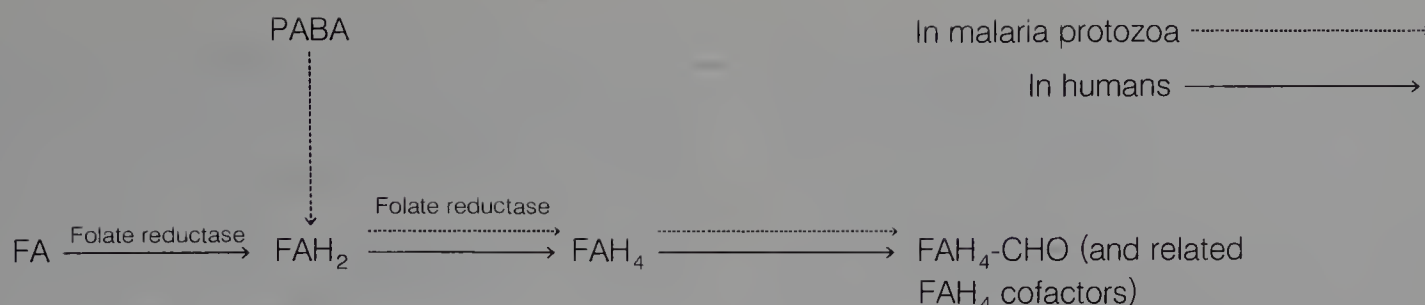 PABA
In malaria protozoa
In humans
Folate reductase
FA Folate reductase FAH₂ FAH₄ FAH₄-CHO (and related
FAH₄ cofactors)